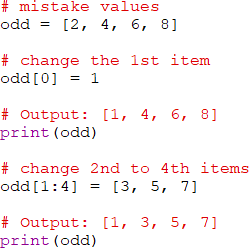 # mistake values
odd = [2, 4, 6, 8]
# change the 1st item
odd[0] = 1
# Output: [1, 4, 6, 8]
print(odd)
# change 2nd to 4th items
odd[1:4] = [3, 5, 7]
# Output: [1, 3, 5, 7]
print(odd)